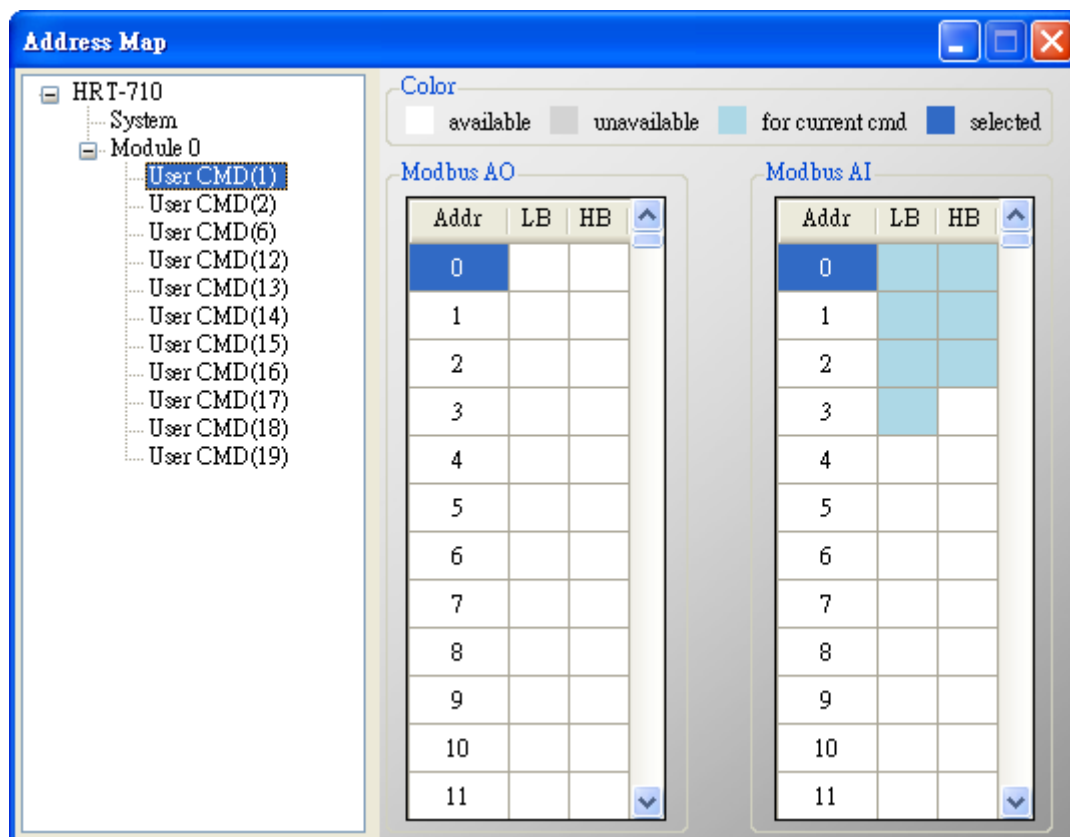 Address Map
HRT-710
System
Module 0
User CMD(1)
User CMD(2)
User CMD(6)
User CMD(12)
User CMD(13)
User CMD(14)
User CMD(15)
User CMD(16)
User CMD(17)
User CMD(18)
User CMD(19)
Color
available unavailable for current cmd selected
Modbus AO
Addr LB HB
0
1
2
3
4
5
6
7
8
9
10
11
Modbus AI
Addr LB HB
0
1
2
3
4
5
6
7
8
9
10
11